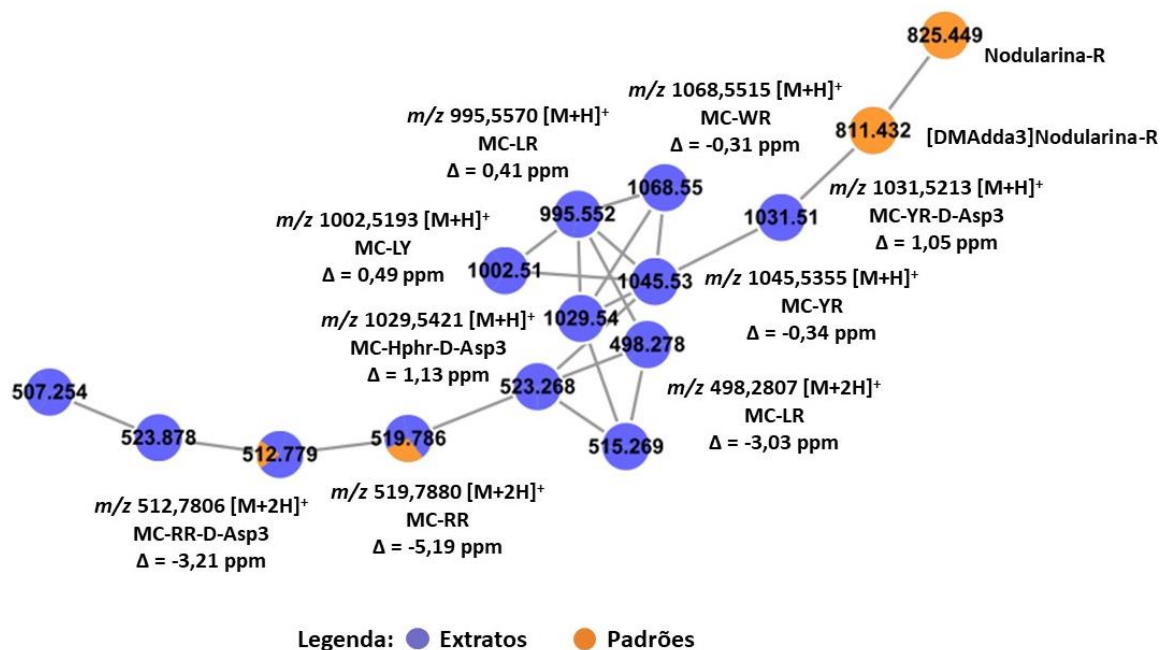 825.449
Nodularina-R
m/z 1068,5515 [M+H]⁺
MC-WR
Δ = -0,31 ppm
m/z 995,5570 [M+H]⁺
MC-LR
Δ = 0,41 ppm
811.432
[DMAdda3]Nodularina-R
1068.55
995.552
1031.51
m/z 1031,5213 [M+H]⁺
MC-YR-D-Asp3
Δ = 1,05 ppm
m/z 1002,5193 [M+H]⁺
MC-LY
Δ = 0,49 ppm
1002.51
1045.53
m/z 1045,5355 [M+H]⁺
MC-YR
Δ = -0,34 ppm
1029.54
m/z 1029,5421 [M+H]⁺
MC-Hphr-D-Asp3
Δ = 1,13 ppm
498.278
m/z 498,2807 [M+2H]⁺
MC-LR
Δ = -3,03 ppm
507.254
523.268
523.878
512.779
519.786
515.269
m/z 512,7806 [M+2H]⁺
MC-RR-D-Asp3
Δ = -3,21 ppm
m/z 519,7880 [M+2H]⁺
MC-RR
Δ = -5,19 ppm
Legenda: Extratos Padrões